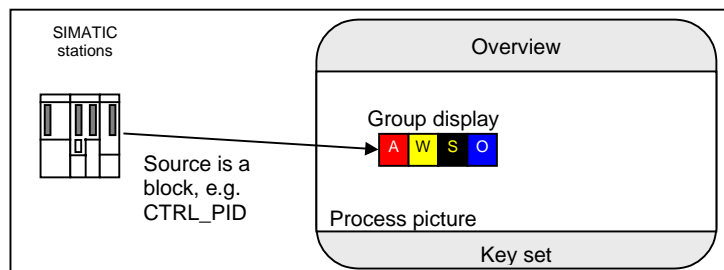 SIMATIC
stations
Overview
Group display
A W S O
Source is a
block, e.g.
CTRL_PID
Process picture
Key set